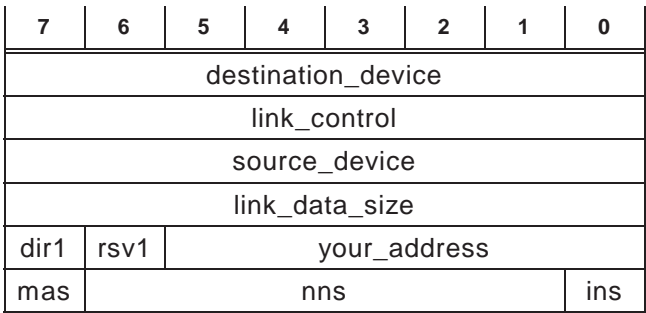 7 6 5 4 3 2 1 0
destination_device
link_control
source_device
link_data_size
dir1 rsv1 your_address
mas nns ins